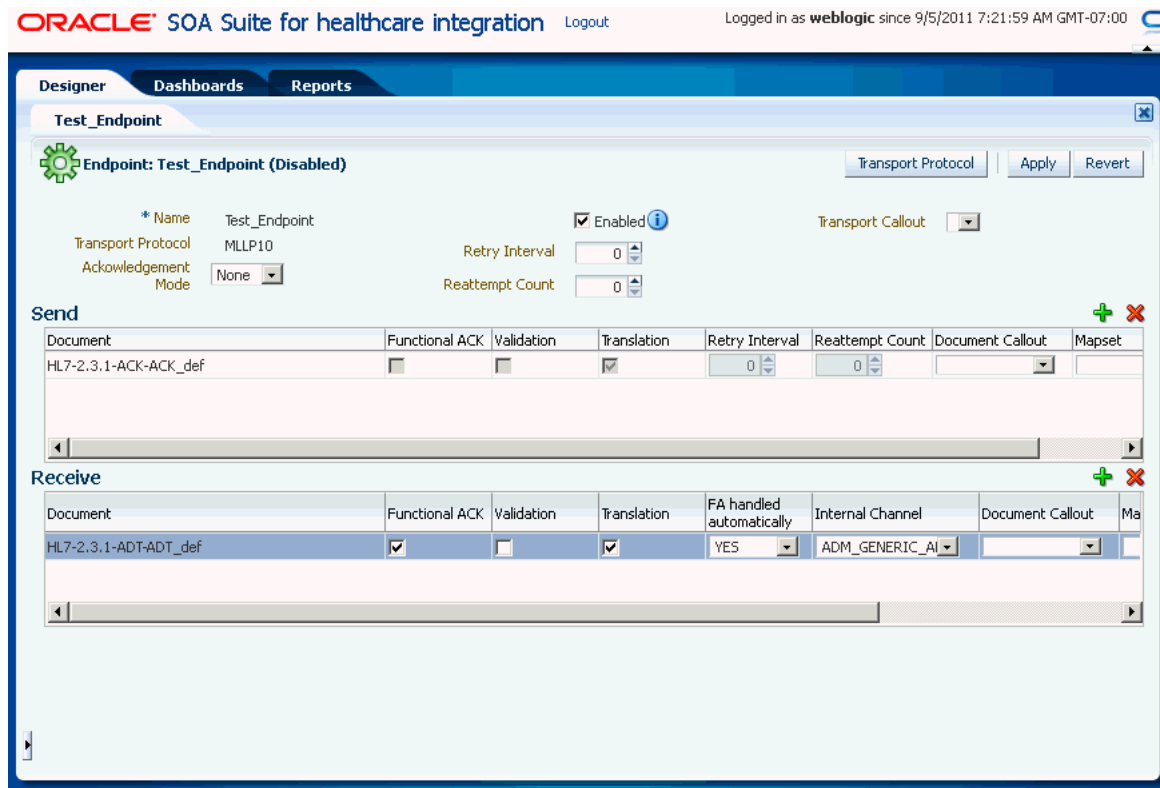 ORACLE SOA Suite for healthcare integration Logout Logged in as weblogic since 9/5/2011 7:21:59 AM GMT-07:00
Designer Dashboards Reports
Test_Endpoint
Endpoint: Test_Endpoint (Disabled) Transport Protocol Apply Revert
* Name Test_Endpoint Enabled Transport Callout
Transport Protocol MLLP10 Retry Interval 0
Ackowledgement Mode None Reattempt Count 0
Send
Document Functional ACK Validation Translation Retry Interval Reattempt Count Document Callout Mapset
HL7-2.3.1-ACK-ACK_def 0 0
Receive
Document Functional ACK Validation Translation FA handled automatically Internal Channel Document Callout Ma
HL7-2.3.1-ADT-ADT_def YES ADM_GENERIC_A